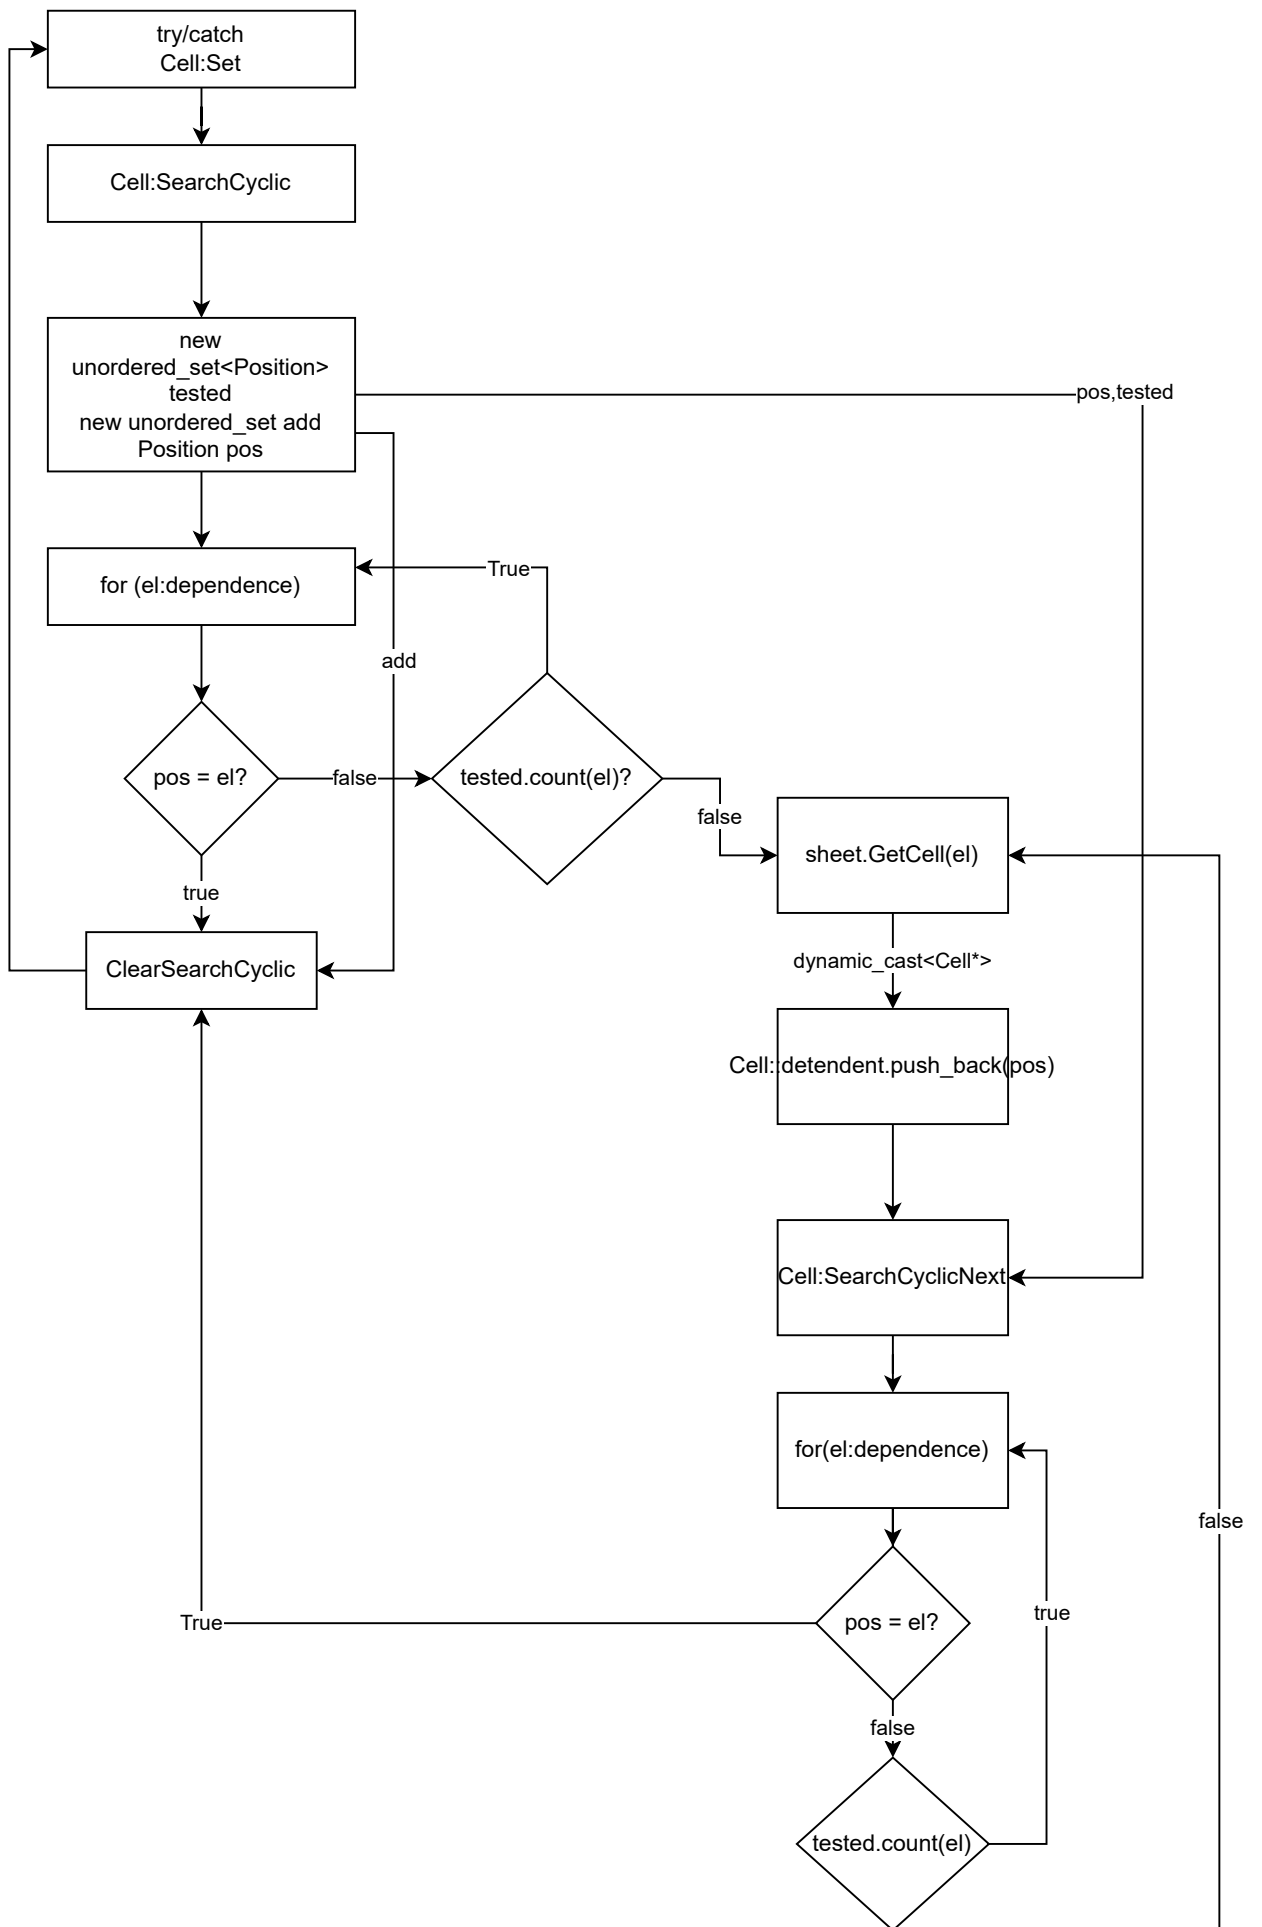 try/catch
Cell:Set
Cell:SearchCyclic
new
unordered_set<Position>
tested
new unordered_set add
Position pos
pos,tested
for (el:dependence)
True
add
pos = el?
false
tested.count(el)?
false
sheet.GetCell(el)
true
ClearSearchCyclic
dynamic_cast<Cell*>
Cell::detendent.push_back(pos)
Cell:SearchCyclicNext
for(el:dependence)
false
pos = el?
True
true
false
tested.count(el)